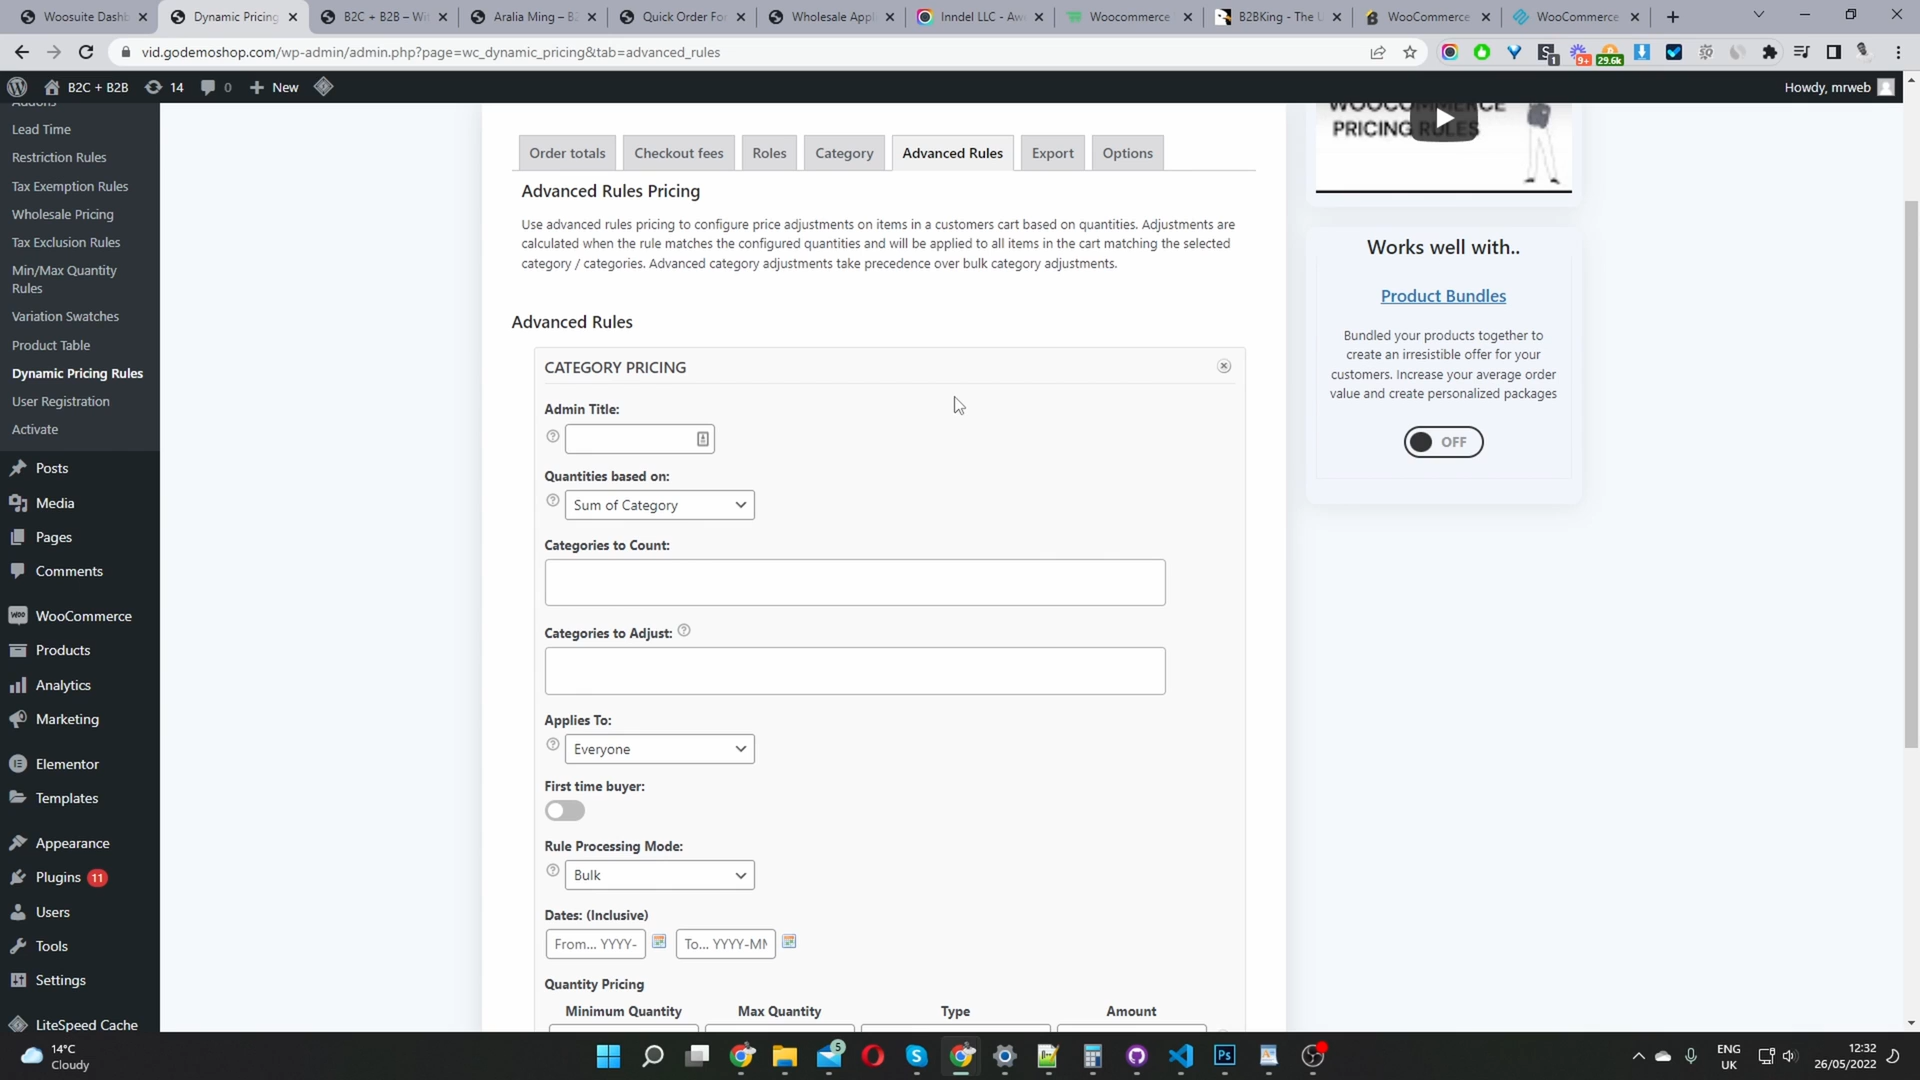 Woosuite Dashb
Dynamic Pricing
B2C + B2B – Wit
Aralia Ming – B2
Quick Order For
Wholesale Appl
Inndel LLC - Aw
Woocommerce
B2BKing - The U
WooCommerce
WooCommerce
vid.godemoshop.com/wp-admin/admin.php?page=wc_dynamic_pricing&tab=advanced_rules
1
9+
29.6k
B2C + B2B
14
0
New
Howdy, mrweb
Addons
Lead Time
Restriction Rules
Tax Exemption Rules
Wholesale Pricing
Tax Exclusion Rules
Min/Max Quantity
Rules
Variation Swatches
Product Table
Dynamic Pricing Rules
User Registration
Activate
Posts
Media
Pages
Comments
WooCommerce
Products
Analytics
Marketing
Elementor
Templates
Appearance
Plugins 11
Users
Tools
Settings
LiteSpeed Cache
Order totals
Checkout fees
Roles
Category
Advanced Rules
Export
Options
Advanced Rules Pricing
Use advanced rules pricing to configure price adjustments on items in a customers cart based on quantities. Adjustments are
calculated when the rule matches the configured quantities and will be applied to all items in the cart matching the selected
category / categories. Advanced category adjustments take precedence over bulk category adjustments.
Advanced Rules
CATEGORY PRICING
Admin Title:
Quantities based on:
Sum of Category
Categories to Count:
Categories to Adjust:
Applies To:
Everyone
First time buyer:
Rule Processing Mode:
Bulk
Dates: (Inclusive)
From... YYYY-
To... YYYY-MM
Quantity Pricing
Minimum Quantity
Max Quantity
Type
Amount
WOOCOMMERCE
PRICING RULES
Works well with..
Product Bundles
Bundled your products together to
create an irresistible offer for your
customers. Increase your average order
value and create personalized packages
OFF
14°C
Cloudy
5
Ps
ENG
UK
12:32
26/05/2022